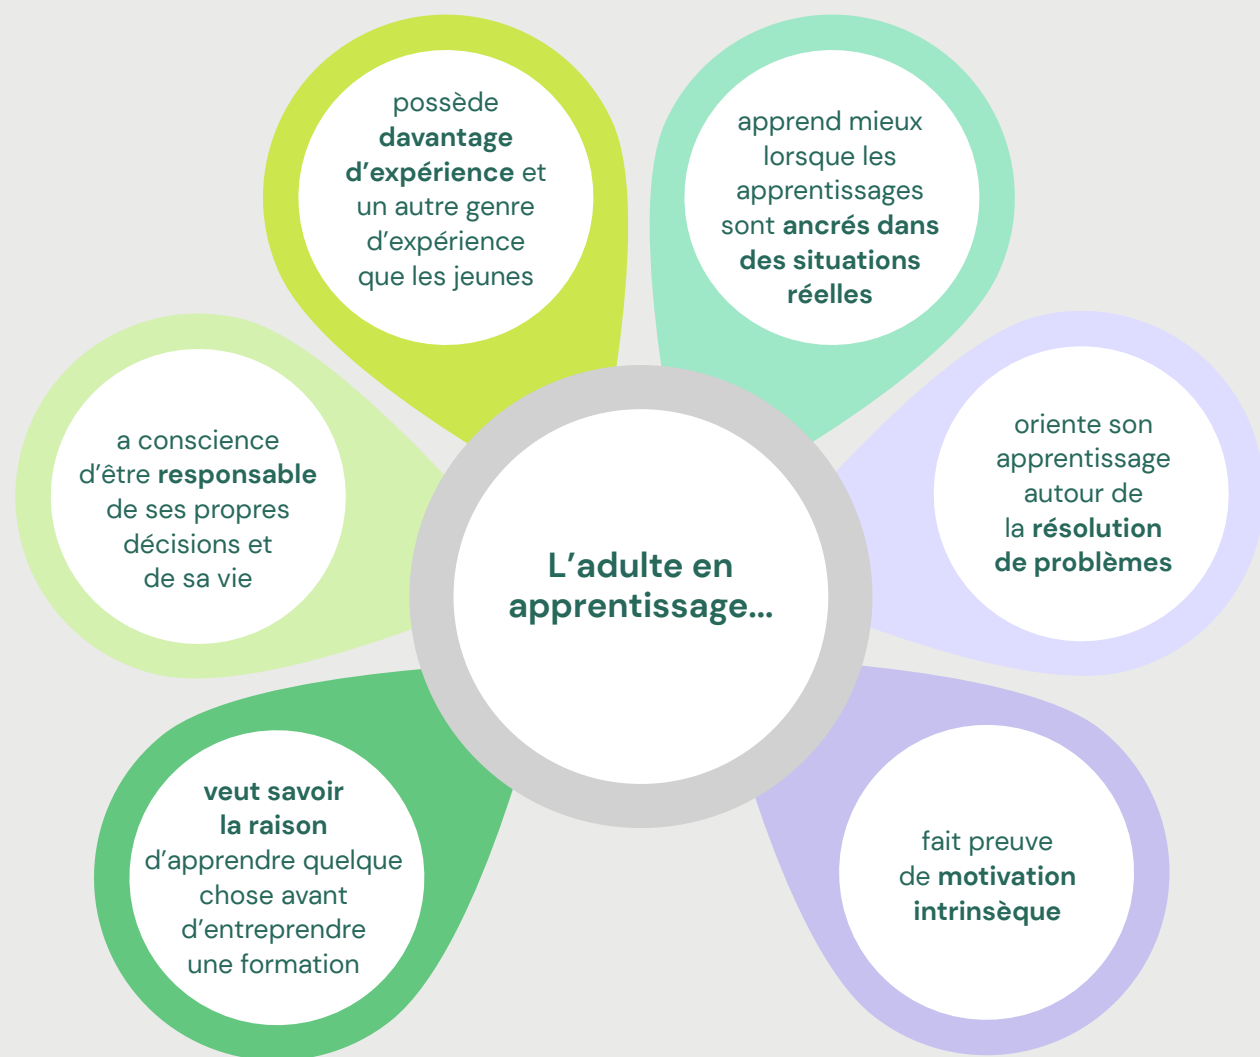 L’adulte en
apprentissage...
veut savoir
la raison
d’apprendre quelque
chose avant
d’entreprendre
une formation
a conscience
d’être responsable
de ses propres
décisions et
de sa vie
possède
davantage
d’expérience et
un autre genre
d’expérience
que les jeunes
apprend mieux
lorsque les
apprentissages
sont ancrés dans
des situations
réelles
oriente son
apprentissage
autour de
la résolution
de problèmes
fait preuve
de motivation
intrinsèque